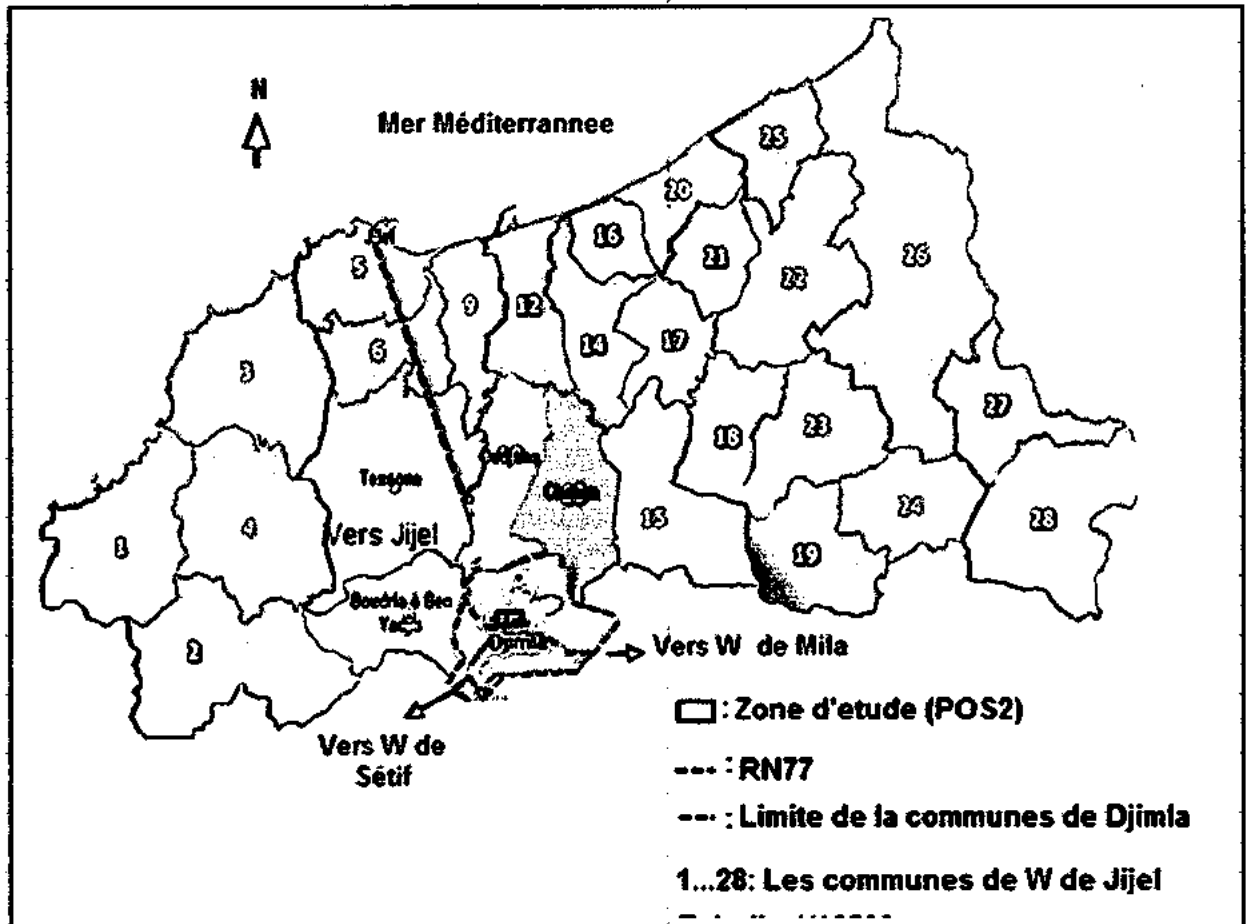 N
Mer Méditerrannee
25
20
16
21
5
26
22
9
12
3
6
14
17
27
18
23
Texenna
4
15
24
28
1
Vers Jijel
19
2
Vers W de Mila
Vers W de
Sétif
: Zone d'etude (POS2)
: RN77
: Limite de la communes de Djimla
1...28: Les communes de W de Jijel